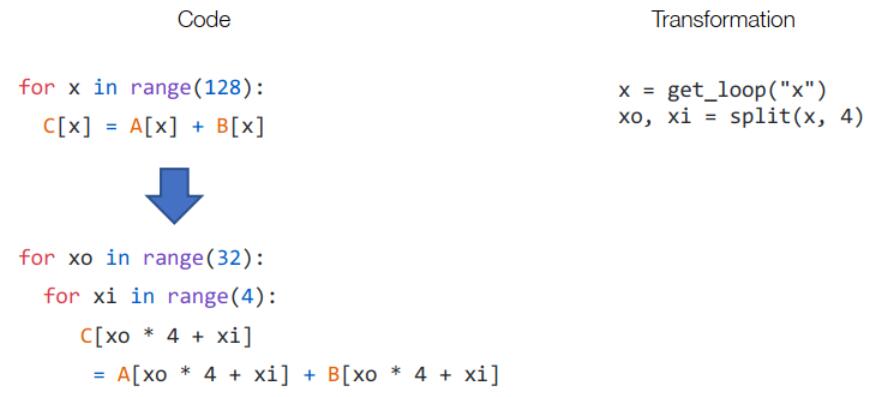 Code
for x in range(128):
C[x] = A[x] + B[x]
for xo in range(32):
for xi in range(4):
C[xo * 4 + xi]
= A[xo * 4 + xi] + B[xo * 4 + xi]
Transformation
x = get_loop("x")
xo, xi = split(x, 4)